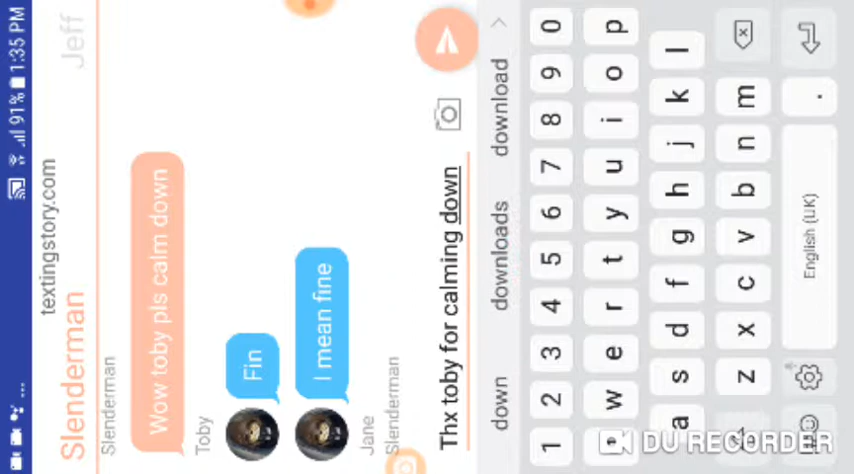 91% 1:35 PM
textingstory.com
Slenderman
Jeff
Slenderman
Wow toby pls calm down
Toby
Fin
I mean fine
Jane
Slenderman
Thx toby for calming down
down downloads download
1 2 3 4 5 6 7 8 9 0
w e r t y u i o p
a s d f g h j k l
z x c v b n m
English (UK) .
DU RECORDER